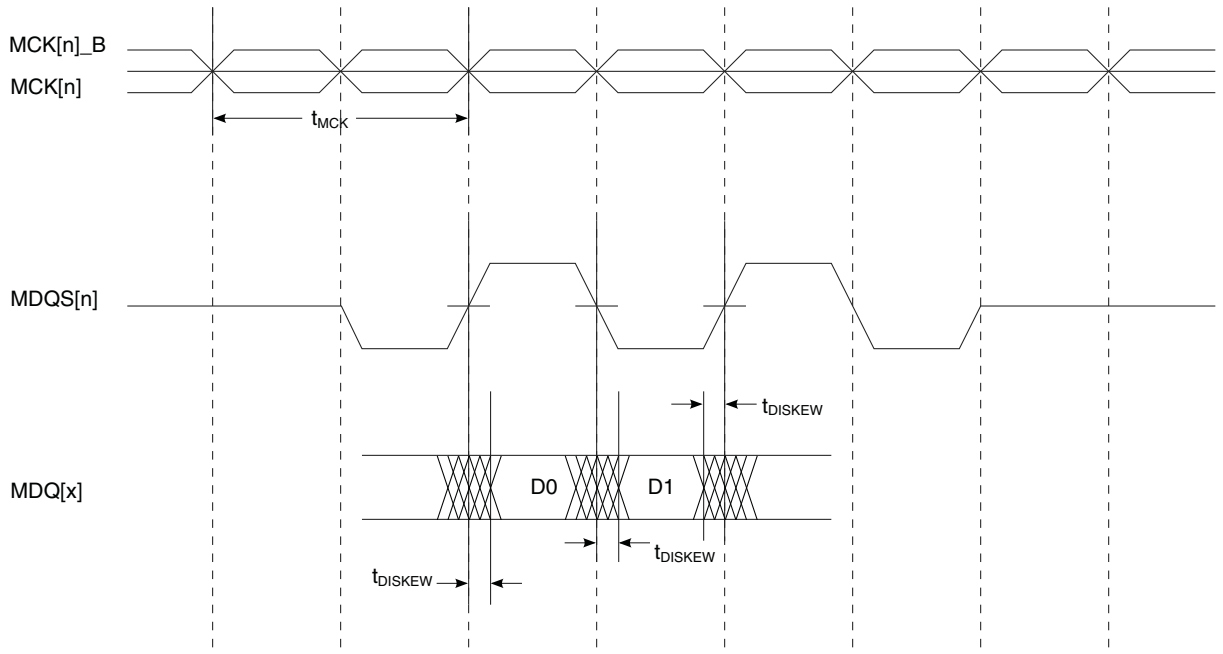 MCK[n]_B
MCK[n]
tMCK
MDQS[n]
tDISKEW
MDQ[x]
D0
D1
tDISKEW
tDISKEW